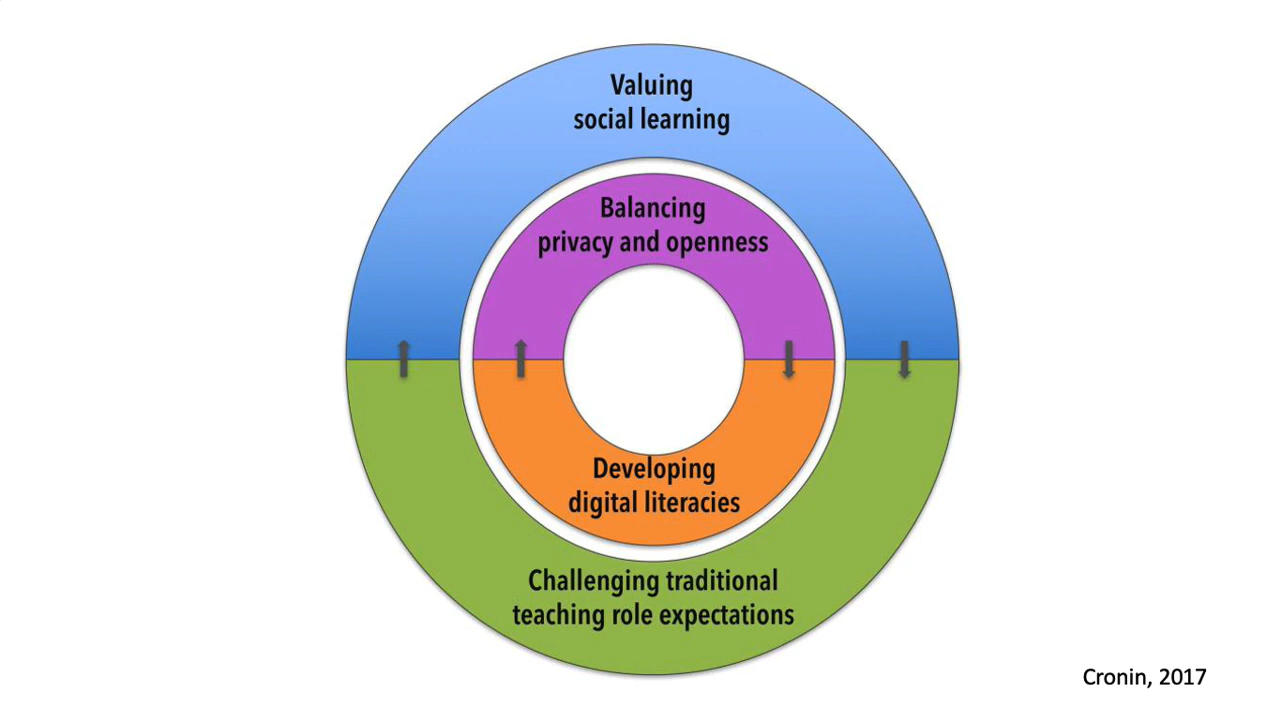 Valuing
social learning
Balancing
privacy and openness
Developing
digital literacies
Challenging traditional
teaching role expectations
Cronin, 2017